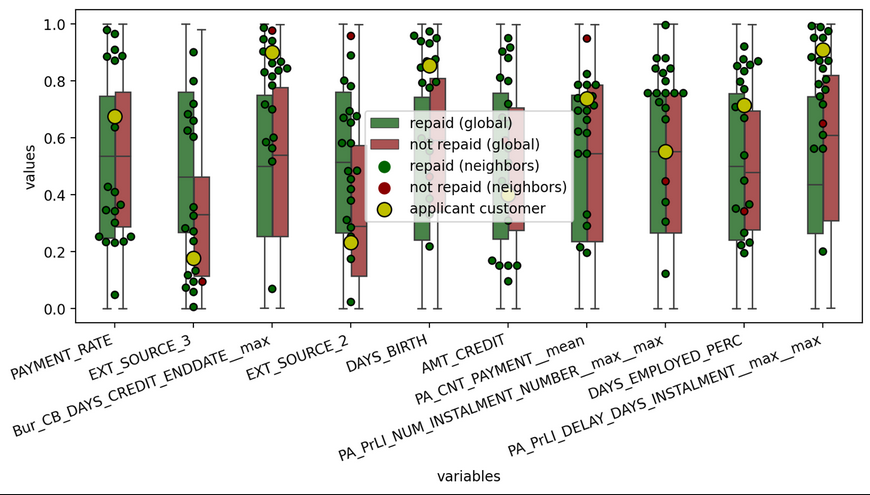 1.0
0.8
0.6
0.4
0.2
0.0
values
repaid (global)
not repaid (global)
repaid (neighbors)
not repaid (neighbors)
applicant customer
PAYMENT_RATE
EXT_SOURCE_3
Bur_CB_DAYS_CREDIT_ENDDATE__max
EXT_SOURCE_2
DAYS_BIRTH
AMT_CREDIT
PA_CNT_PAYMENT__mean
PA_PrLI_NUM_INSTALMENT_NUMBER__max__max
DAYS_EMPLOYED_PERC
PA_PrLI_DELAY_DAYS_INSTALMENT__max__max
variables